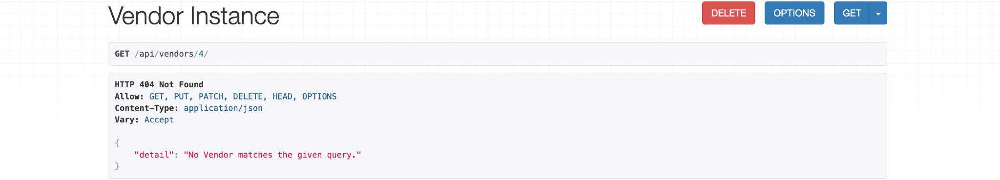 Vendor Instance
DELETE
OPTIONS
GET
GET /api/vendors/4/
HTTP 404 Not Found
Allow: GET, PUT, PATCH, DELETE, HEAD, OPTIONS
Content-Type: application/json
Vary: Accept
{
    "detail": "No Vendor matches the given query."
}